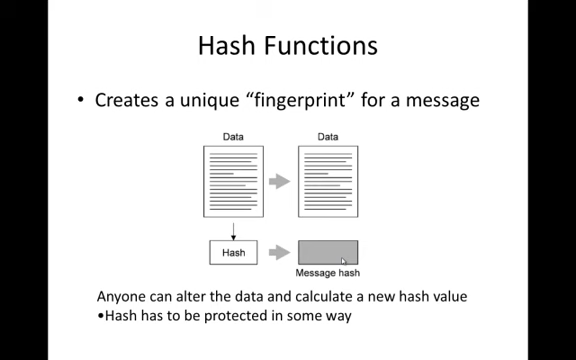 Hash Functions
• Creates a unique “fingerprint” for a message
Data Data
Hash
Message hash
Anyone can alter the data and calculate a new hash value
•Hash has to be protected in some way